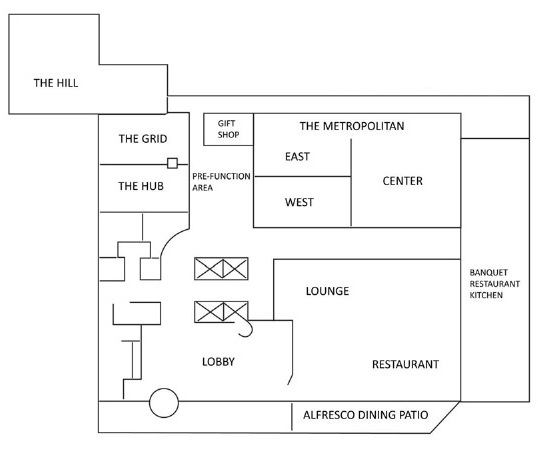 THE HILL
THE GRID
GIFT
SHOP
THE METROPOLITAN
EAST
CENTER
THE HUB
PRE-FUNCTION
AREA
WEST
BANQUET
RESTAURANT
KITCHEN
LOUNGE
LOBBY
RESTAURANT
ALFRESCO DINING PATIO